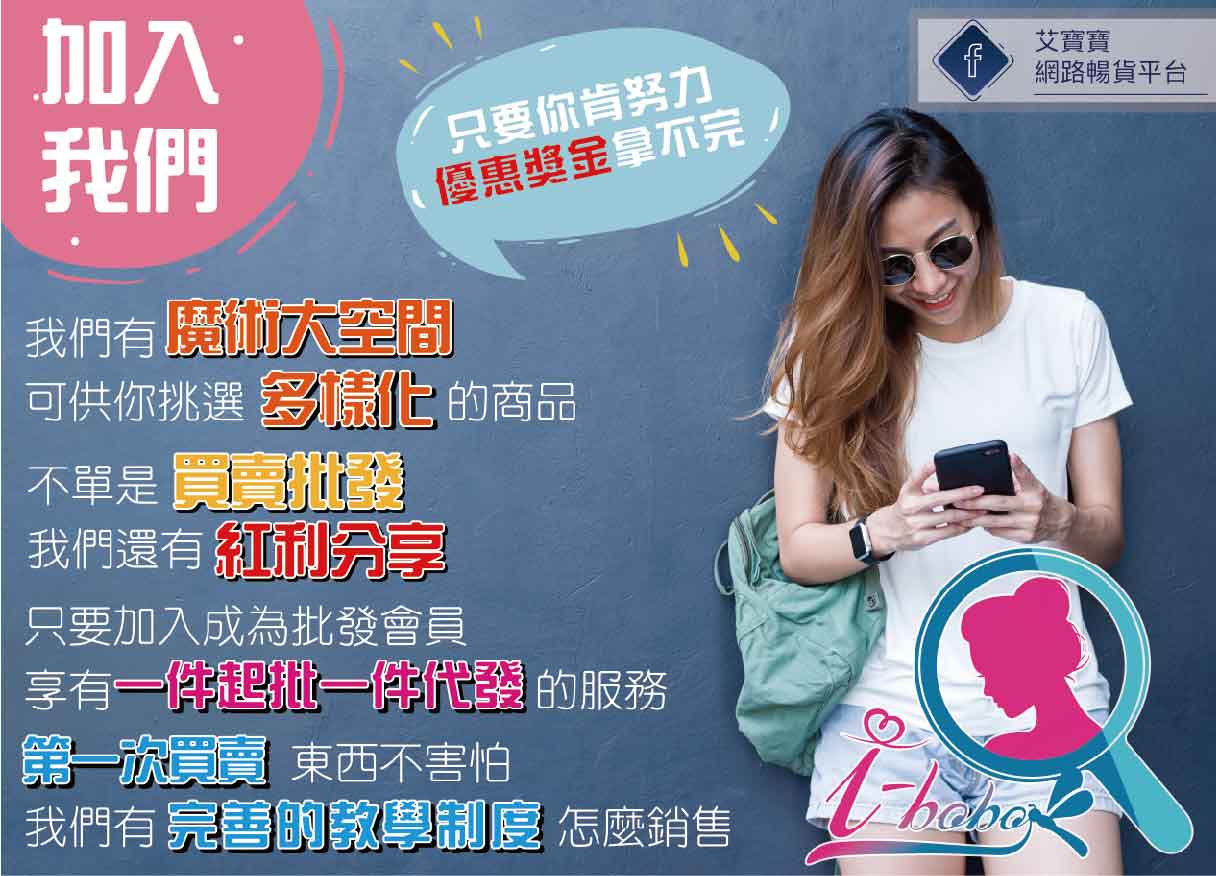 加入
我們
只要你肯努力
優惠獎金拿不完
f
艾寶寶
網路暢貨平台
我們有 魔術大空間
可供你挑選 多樣化 的商品
不單是 買賣批發
我們還有 紅利分享
只要加入成為批發會員
享有一件起批一件代發 的服務
第一次買賣 東西不害怕
我們有 完善的教學制度 怎麼銷售
i-bobo